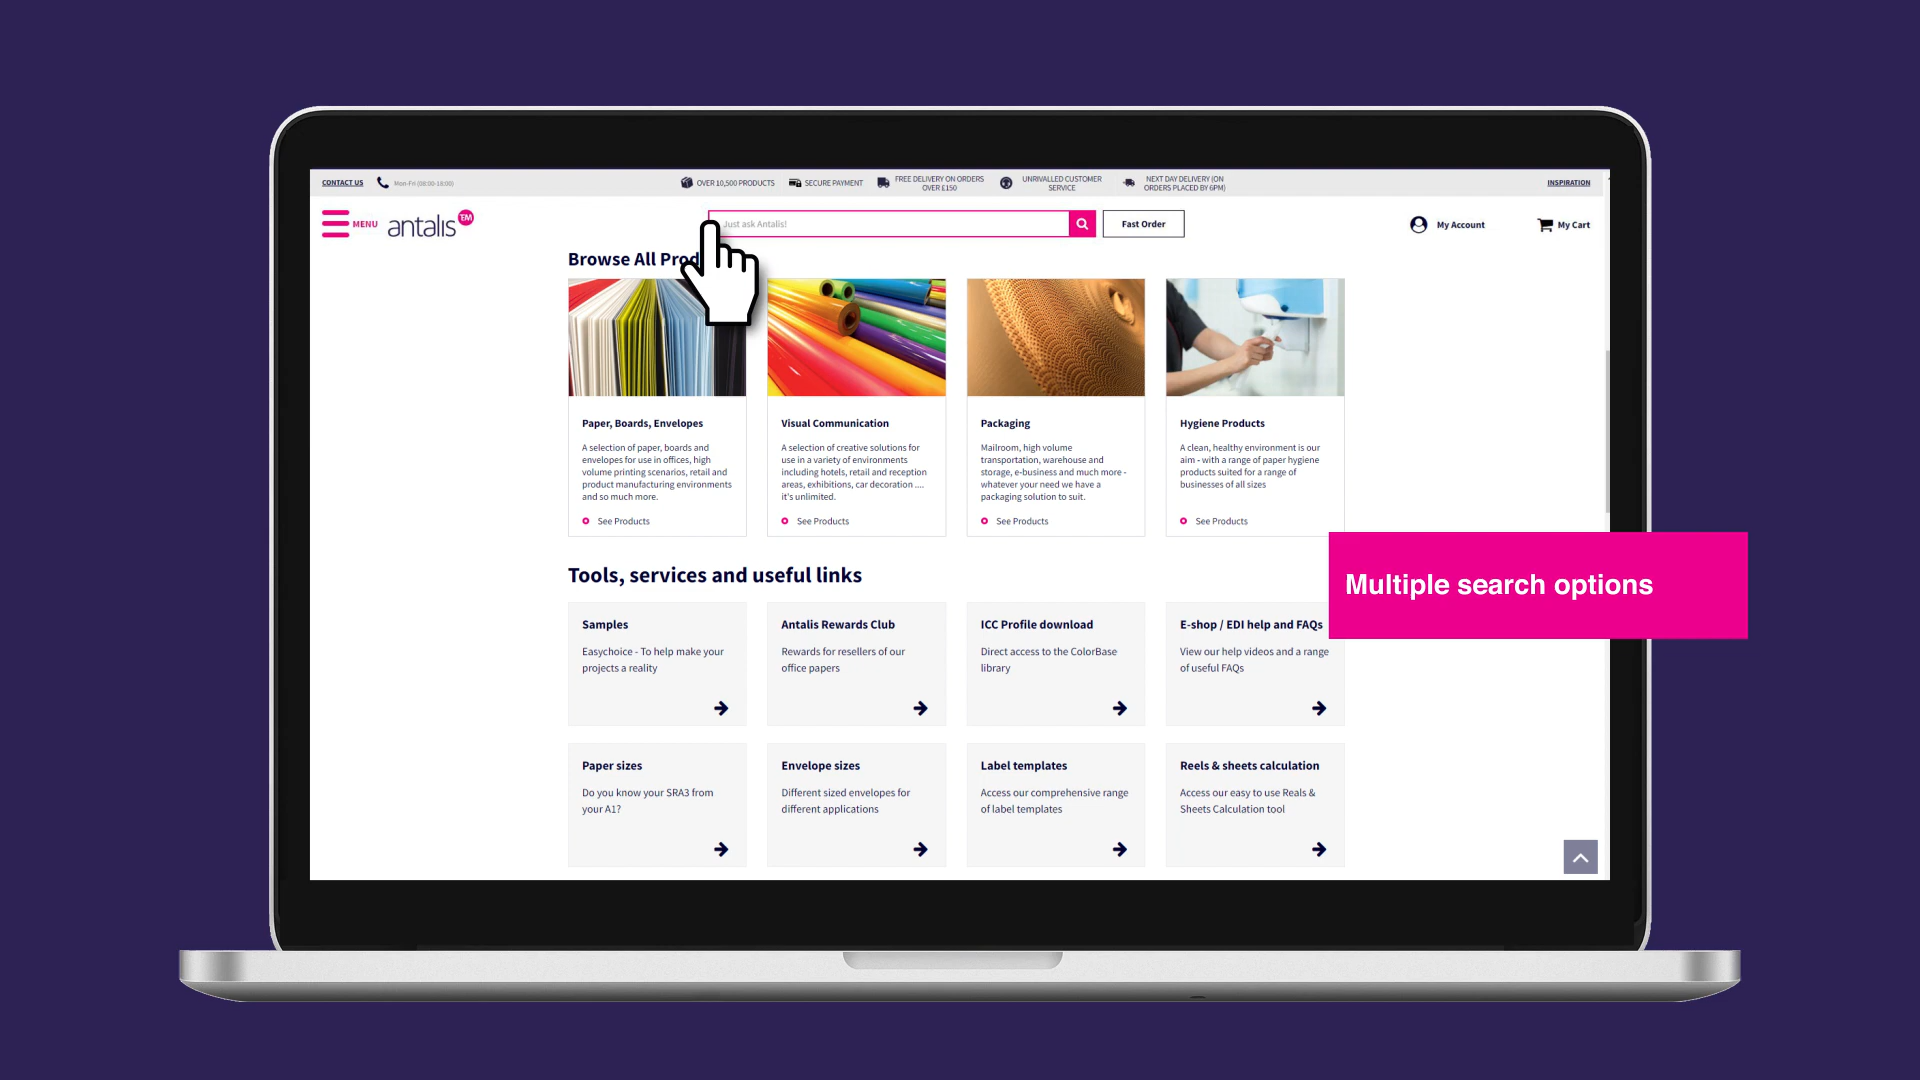 CONTACT US
Mon-Fri (08:00-18:00)
OVER 10,500 PRODUCTS
SECURE PAYMENT
FREE DELIVERY ON ORDERS
OVER £150
UNRIVALLED CUSTOMER
SERVICE
NEXT DAY DELIVERY (ON
ORDERS PLACED BY 6PM)
INSPIRATION
MENU
antalis TM
Just ask Antalis!
Fast Order
My Account
My Cart
Browse All Prod
Paper, Boards, Envelopes
A selection of paper, boards and
envelopes for use in offices, high
volume printing scenarios, retail and
product manufacturing environments
and so much more.
See Products
Visual Communication
A selection of creative solutions for
use in a variety of environments
including hotels, retail and reception
areas, exhibitions, car decoration ....
it's unlimited.
See Products
Packaging
Mailroom, high volume
transportation, warehouse and
storage, e-business and much more -
whatever your need we have a
packaging solution to suit.
See Products
Hygiene Products
A clean, healthy environment is our
aim - with a range of paper hygiene
products suited for a range of
businesses of all sizes
See Products
Multiple search options
Tools, services and useful links
Samples
Easychoice - To help make your
projects a reality
Antalis Rewards Club
Rewards for resellers of our
office papers
ICC Profile download
Direct access to the ColorBase
library
E-shop / EDI help and FAQs
View our help videos and a range
of useful FAQs
Paper sizes
Do you know your SRA3 from
your A1?
Envelope sizes
Different sized envelopes for
different applications
Label templates
Access our comprehensive range
of label templates
Reels & sheets calculation
Access our easy to use Reals &
Sheets Calculation tool